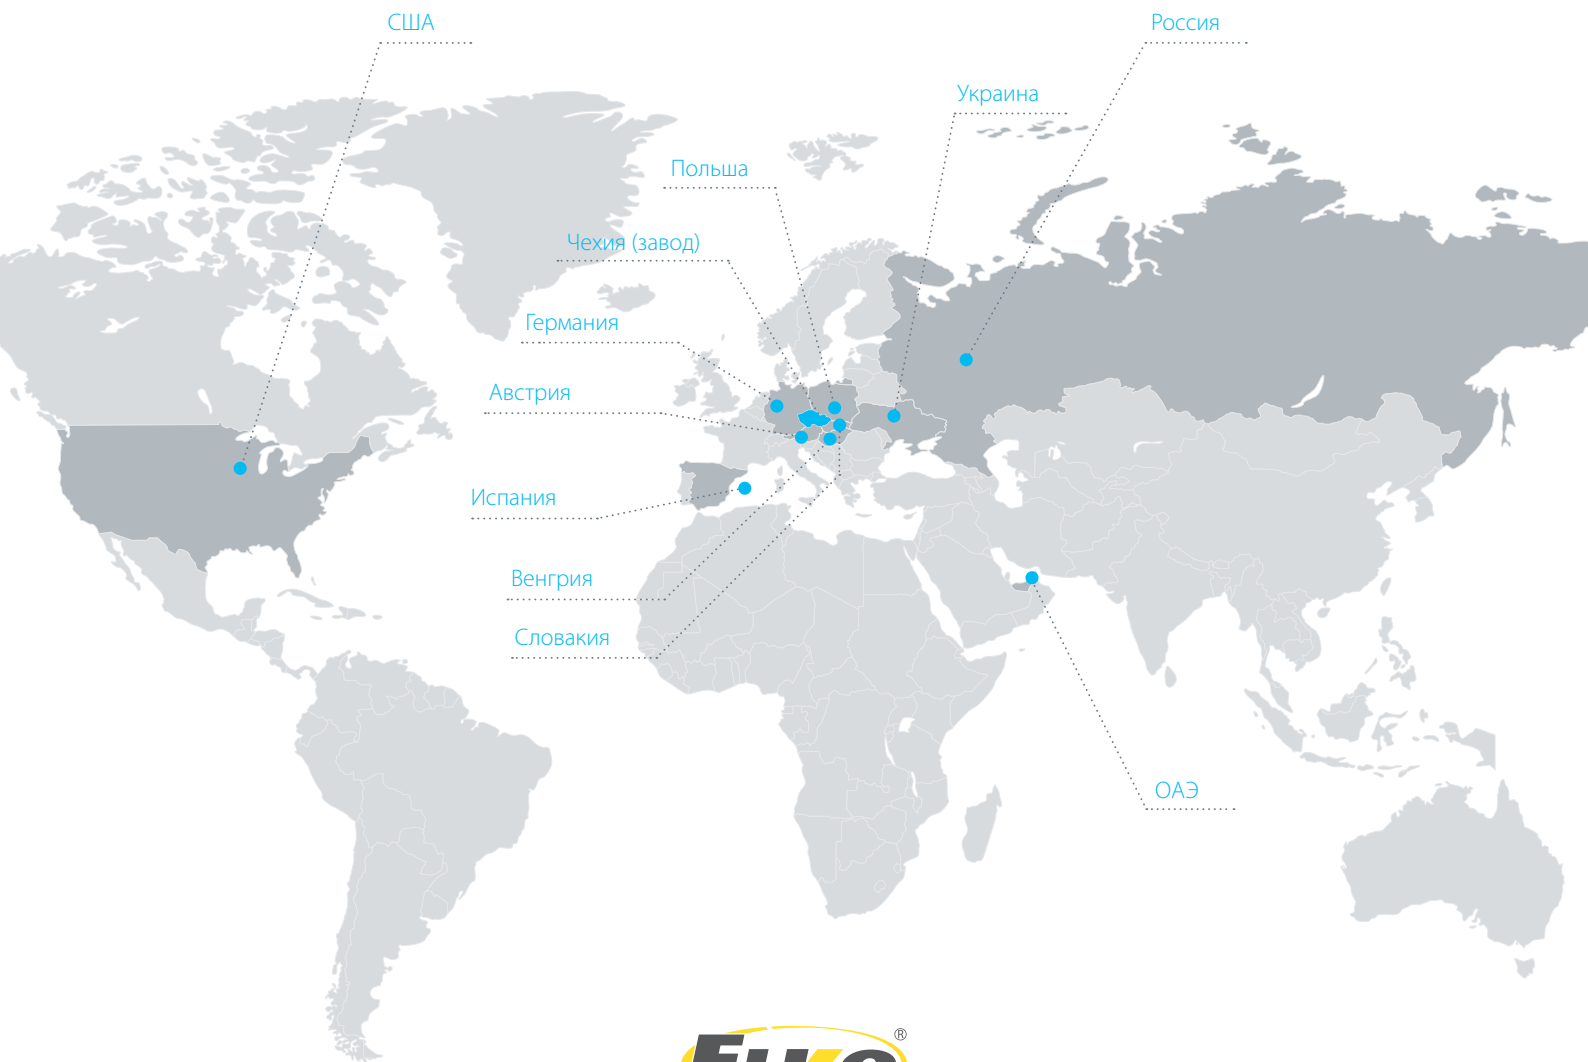 США
Россия
Украина
Польша
Чехия (завод)
Германия
Австрия
Испания
Венгрия
Словакия
ОАЭ
®